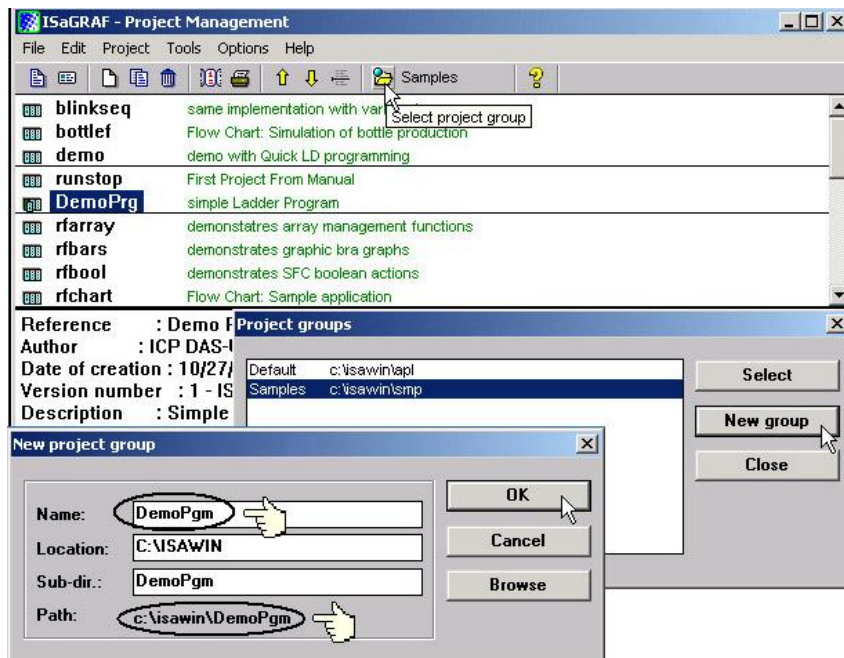 ISaGRAF - Project Management
File Edit Project Tools Options Help
Samples
Select project group
blinkseq same implementation with var
bottlef Flow Chart: Simulation of bottle production
demo demo with Quick LD programming
runstop First Project From Manual
DemoPrg simple Ladder Program
rfarray demonstatres array management functions
rfbars demonstrates graphic bra graphs
rfbool demonstrates SFC boolean actions
rfchart Flow Chart: Sample application
Reference : Demo
Author : ICP DAS-
Date of creation : 10/27/
Version number : 1 - IS
Description : Simple
Project groups
Default c:\isawin\apl
Samples c:\isawin\smp
Select
New group
Close
New project group
Name: DemoPgm
Location: C:\ISAWIN
Sub-dir.: DemoPgm
Path: c:\isawin\DemoPgm
OK
Cancel
Browse